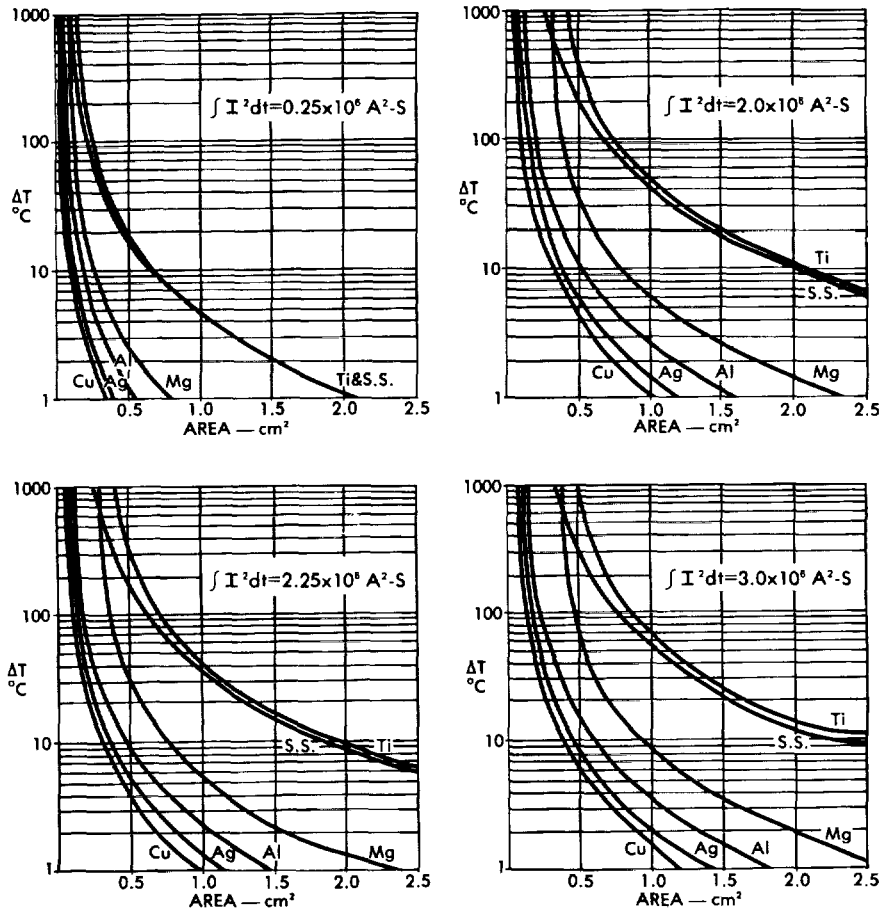 1000
100
10
1
ΔT
°C
∫ I ²dt=0.25x10⁶ A²-S
Cu
Ag
Al
Mg
Ti&S.S.
0.5
1.0
1.5
2.0
2.5
AREA — cm²
1000
100
10
1
ΔT
°C
∫ I ²dt=2.0x10⁶ A²-S
Ti
S.S.
Cu
Ag
Al
Mg
0.5
1.0
1.5
2.0
2.5
AREA — cm²
1000
100
10
1
ΔT
°C
∫ I ²dt=2.25x10⁶ A²-S
S.S.
Ti
Cu
Ag
Al
Mg
0.5
1.0
1.5
2.0
2.5
AREA — cm²
1000
100
10
1
ΔT
°C
∫ I ²dt=3.0x10⁶ A²-S
Ti
S.S.
Cu
Ag
Al
Mg
0.5
1.0
1.5
2.0
2.5
AREA — cm²